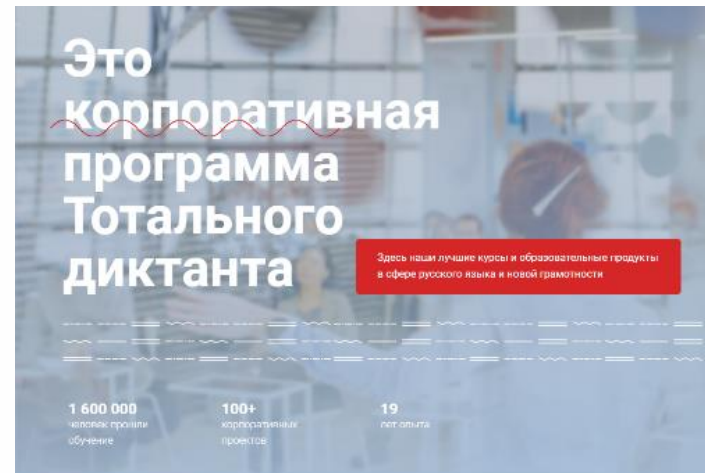 Это
корпоративная
программа
Тотального
диктанта
Здесь наши лучшие курсы и образовательные продукты
в сфере русского языка и новой грамотности
1 600 000
человек прошли
обучение
100+
корпоративных
проектов
19
лет опыта